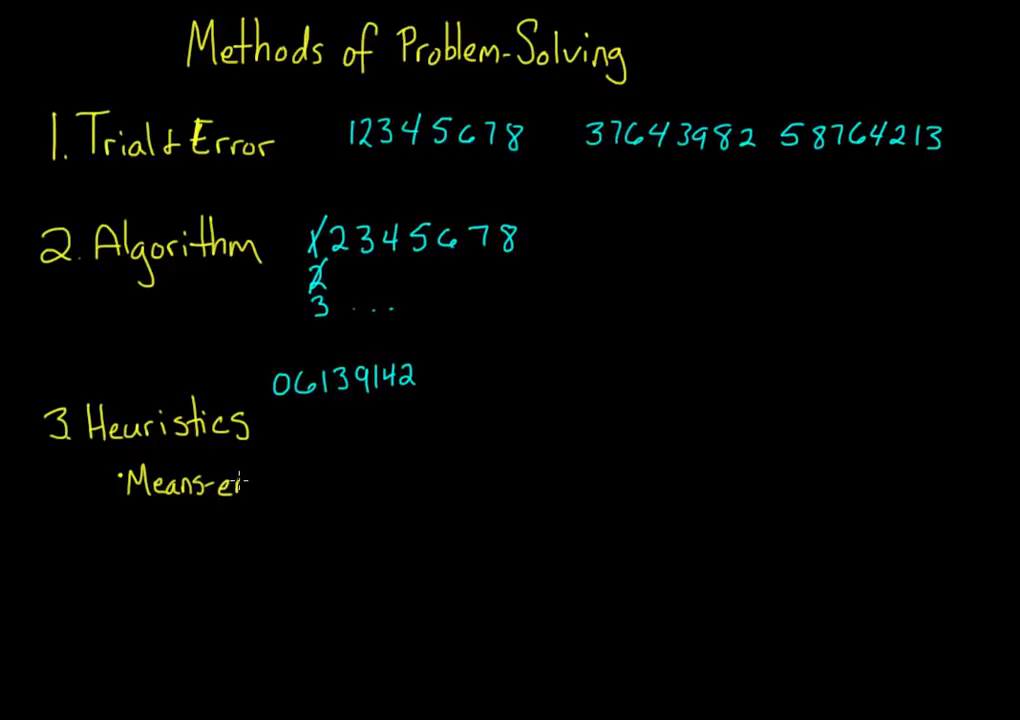 Methods of Problem-Solving
1. Trial & Error 12345678 37643982 58764213
2. Algorithm 12345678
2
3 ...
06139142
3. Heuristics
• Means-en